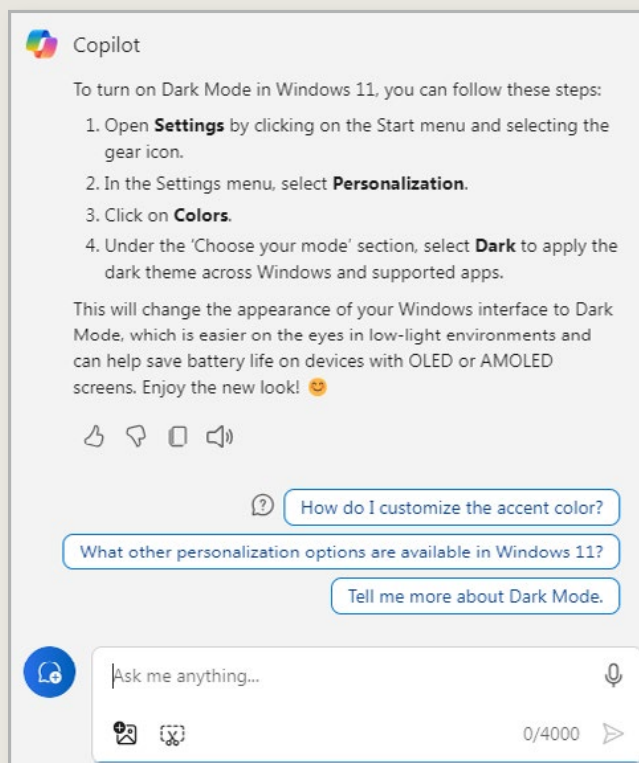 Copilot
To turn on Dark Mode in Windows 11, you can follow these steps:
1. Open Settings by clicking on the Start menu and selecting the
gear icon.
2. In the Settings menu, select Personalization.
3. Click on Colors.
4. Under the 'Choose your mode' section, select Dark to apply the
dark theme across Windows and supported apps.
This will change the appearance of your Windows interface to Dark
Mode, which is easier on the eyes in low-light environments and
can help save battery life on devices with OLED or AMOLED
screens. Enjoy the new look! 😊
How do I customize the accent color?
What other personalization options are available in Windows 11?
Tell me more about Dark Mode.
Ask me anything...
0/4000